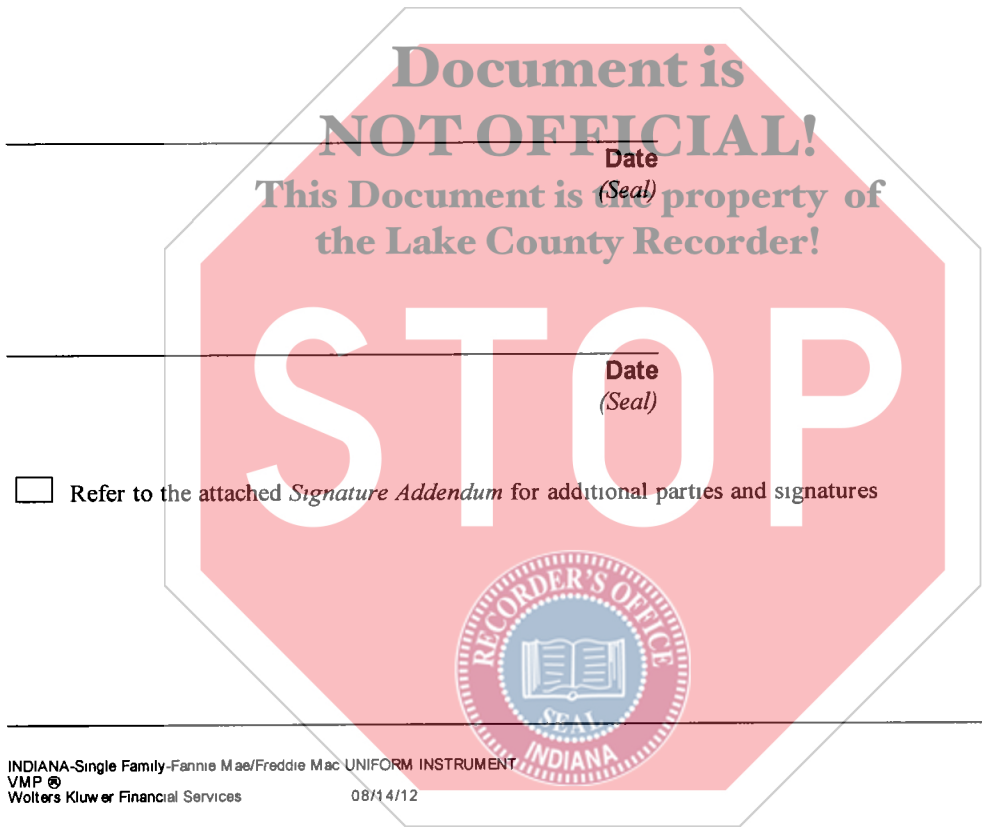 Document is
NOT OFFICIAL!
Date
(Seal)
This Document is the property of
the Lake County Recorder!
STOP
Date
(Seal)
Refer to the attached Signature Addendum for additional parties and signatures
RECORDER'S OFFICE
SEAL
INDIANA
INDIANA-Single Family-Fannie Mae/Freddie Mac UNIFORM INSTRUMENT
VMP ®
Wolters Kluwer Financial Services 08/14/12